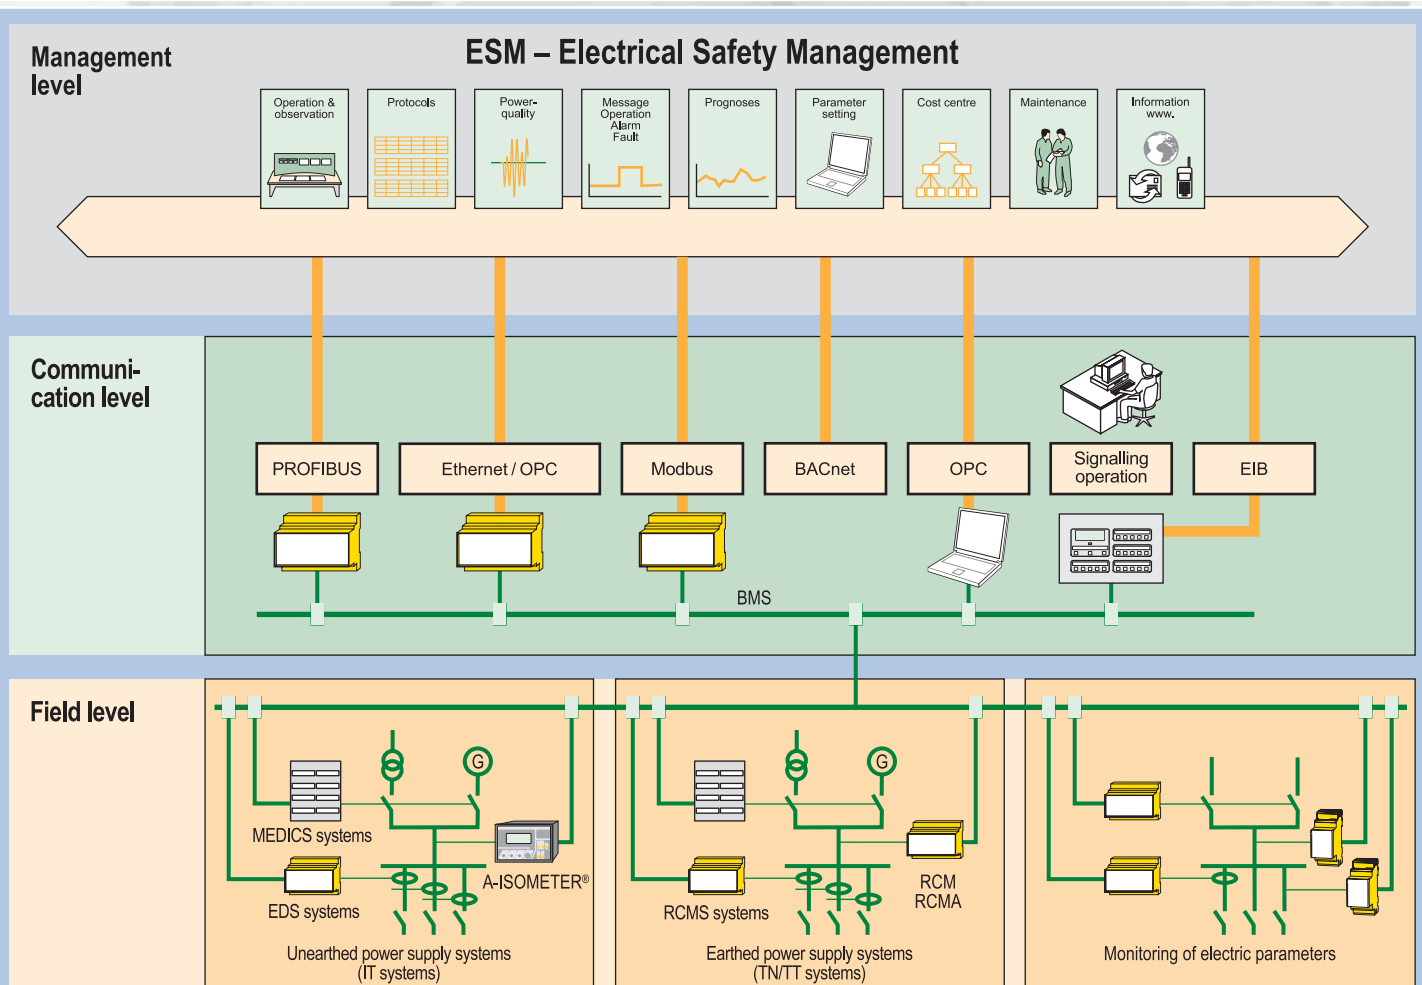 Management
level
ESM – Electrical Safety Management
Operation &
observation
Protocols
Power-
quality
Message
Operation
Alarm
Fault
Prognoses
Parameter
setting
Cost centre
Maintenance
Information
www.
Communi-
cation level
PROFIBUS
Ethernet / OPC
Modbus
BACnet
OPC
Signalling
operation
EIB
BMS
Field level
G
MEDICS systems
A-ISOMETER®
EDS systems
Unearthed power supply systems
(IT systems)
G
RCMS systems
RCM
RCMA
Earthed power supply systems
(TN/TT systems)
Monitoring of electric parameters